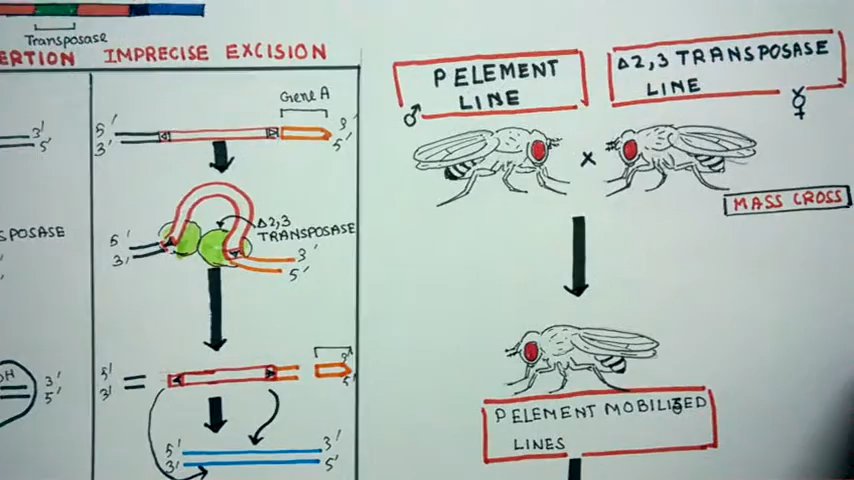 Transposase
ERTION
IMPRECISE EXCISION
Gene A
5' 3'
3'
SPOSASE
3'
5'
5'
3'
Δ2,3
TRANSPOSASE
5'
3'
3'
5'
OH
3'
5'
5'
3'
5'
5'
3'
3'
5'
P ELEMENT
LINE
♂
Δ2,3 TRANSPOSASE
LINE
♀
x
MASS CROSS
P ELEMENT MOBILISED
LINES